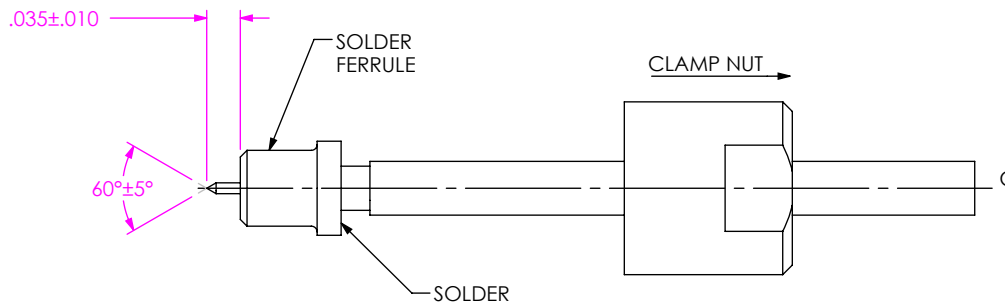 .035±.010
SOLDER
FERRULE
CLAMP NUT
60°±5°
SOLDER